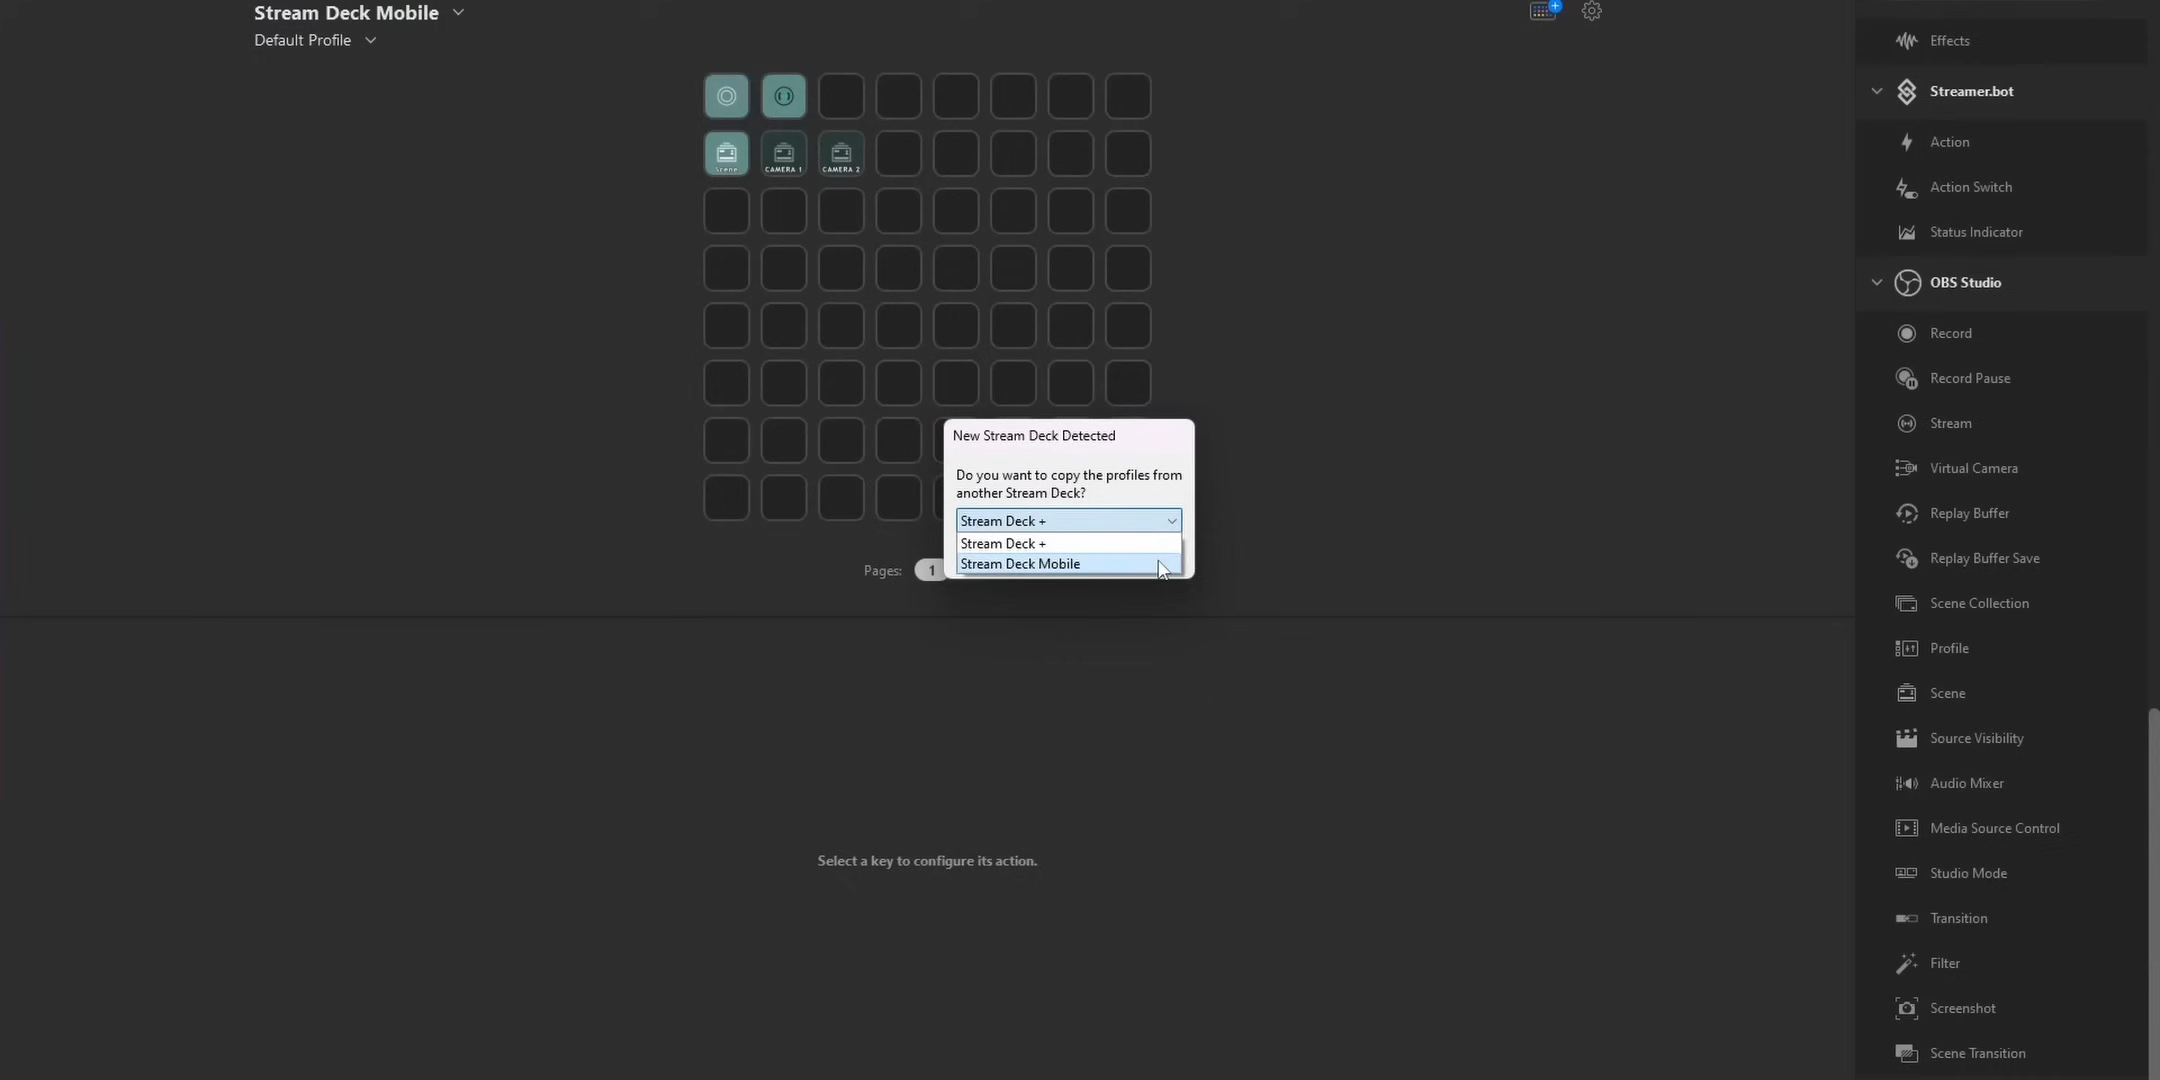 Stream Deck Mobile
Default Profile
Scene
CAMERA 1
CAMERA 2
New Stream Deck Detected
Do you want to copy the profiles from
another Stream Deck?
Stream Deck +
Stream Deck +
Stream Deck Mobile
Pages: 1
Select a key to configure its action.
Effects
Streamer.bot
Action
Action Switch
Status Indicator
OBS Studio
Record
Record Pause
Stream
Virtual Camera
Replay Buffer
Replay Buffer Save
Scene Collection
Profile
Scene
Source Visibility
Audio Mixer
Media Source Control
Studio Mode
Transition
Filter
Screenshot
Scene Transition